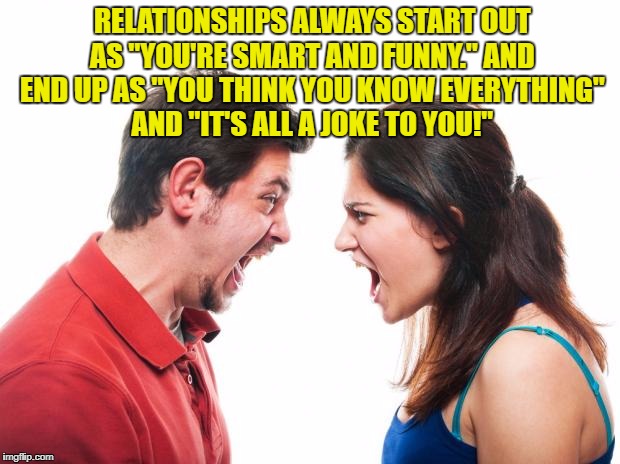 RELATIONSHIPS ALWAYS START OUT
AS "YOU'RE SMART AND FUNNY." AND
END UP AS "YOU THINK YOU KNOW EVERYTHING"
AND "IT'S ALL A JOKE TO YOU!"
imgflip.com